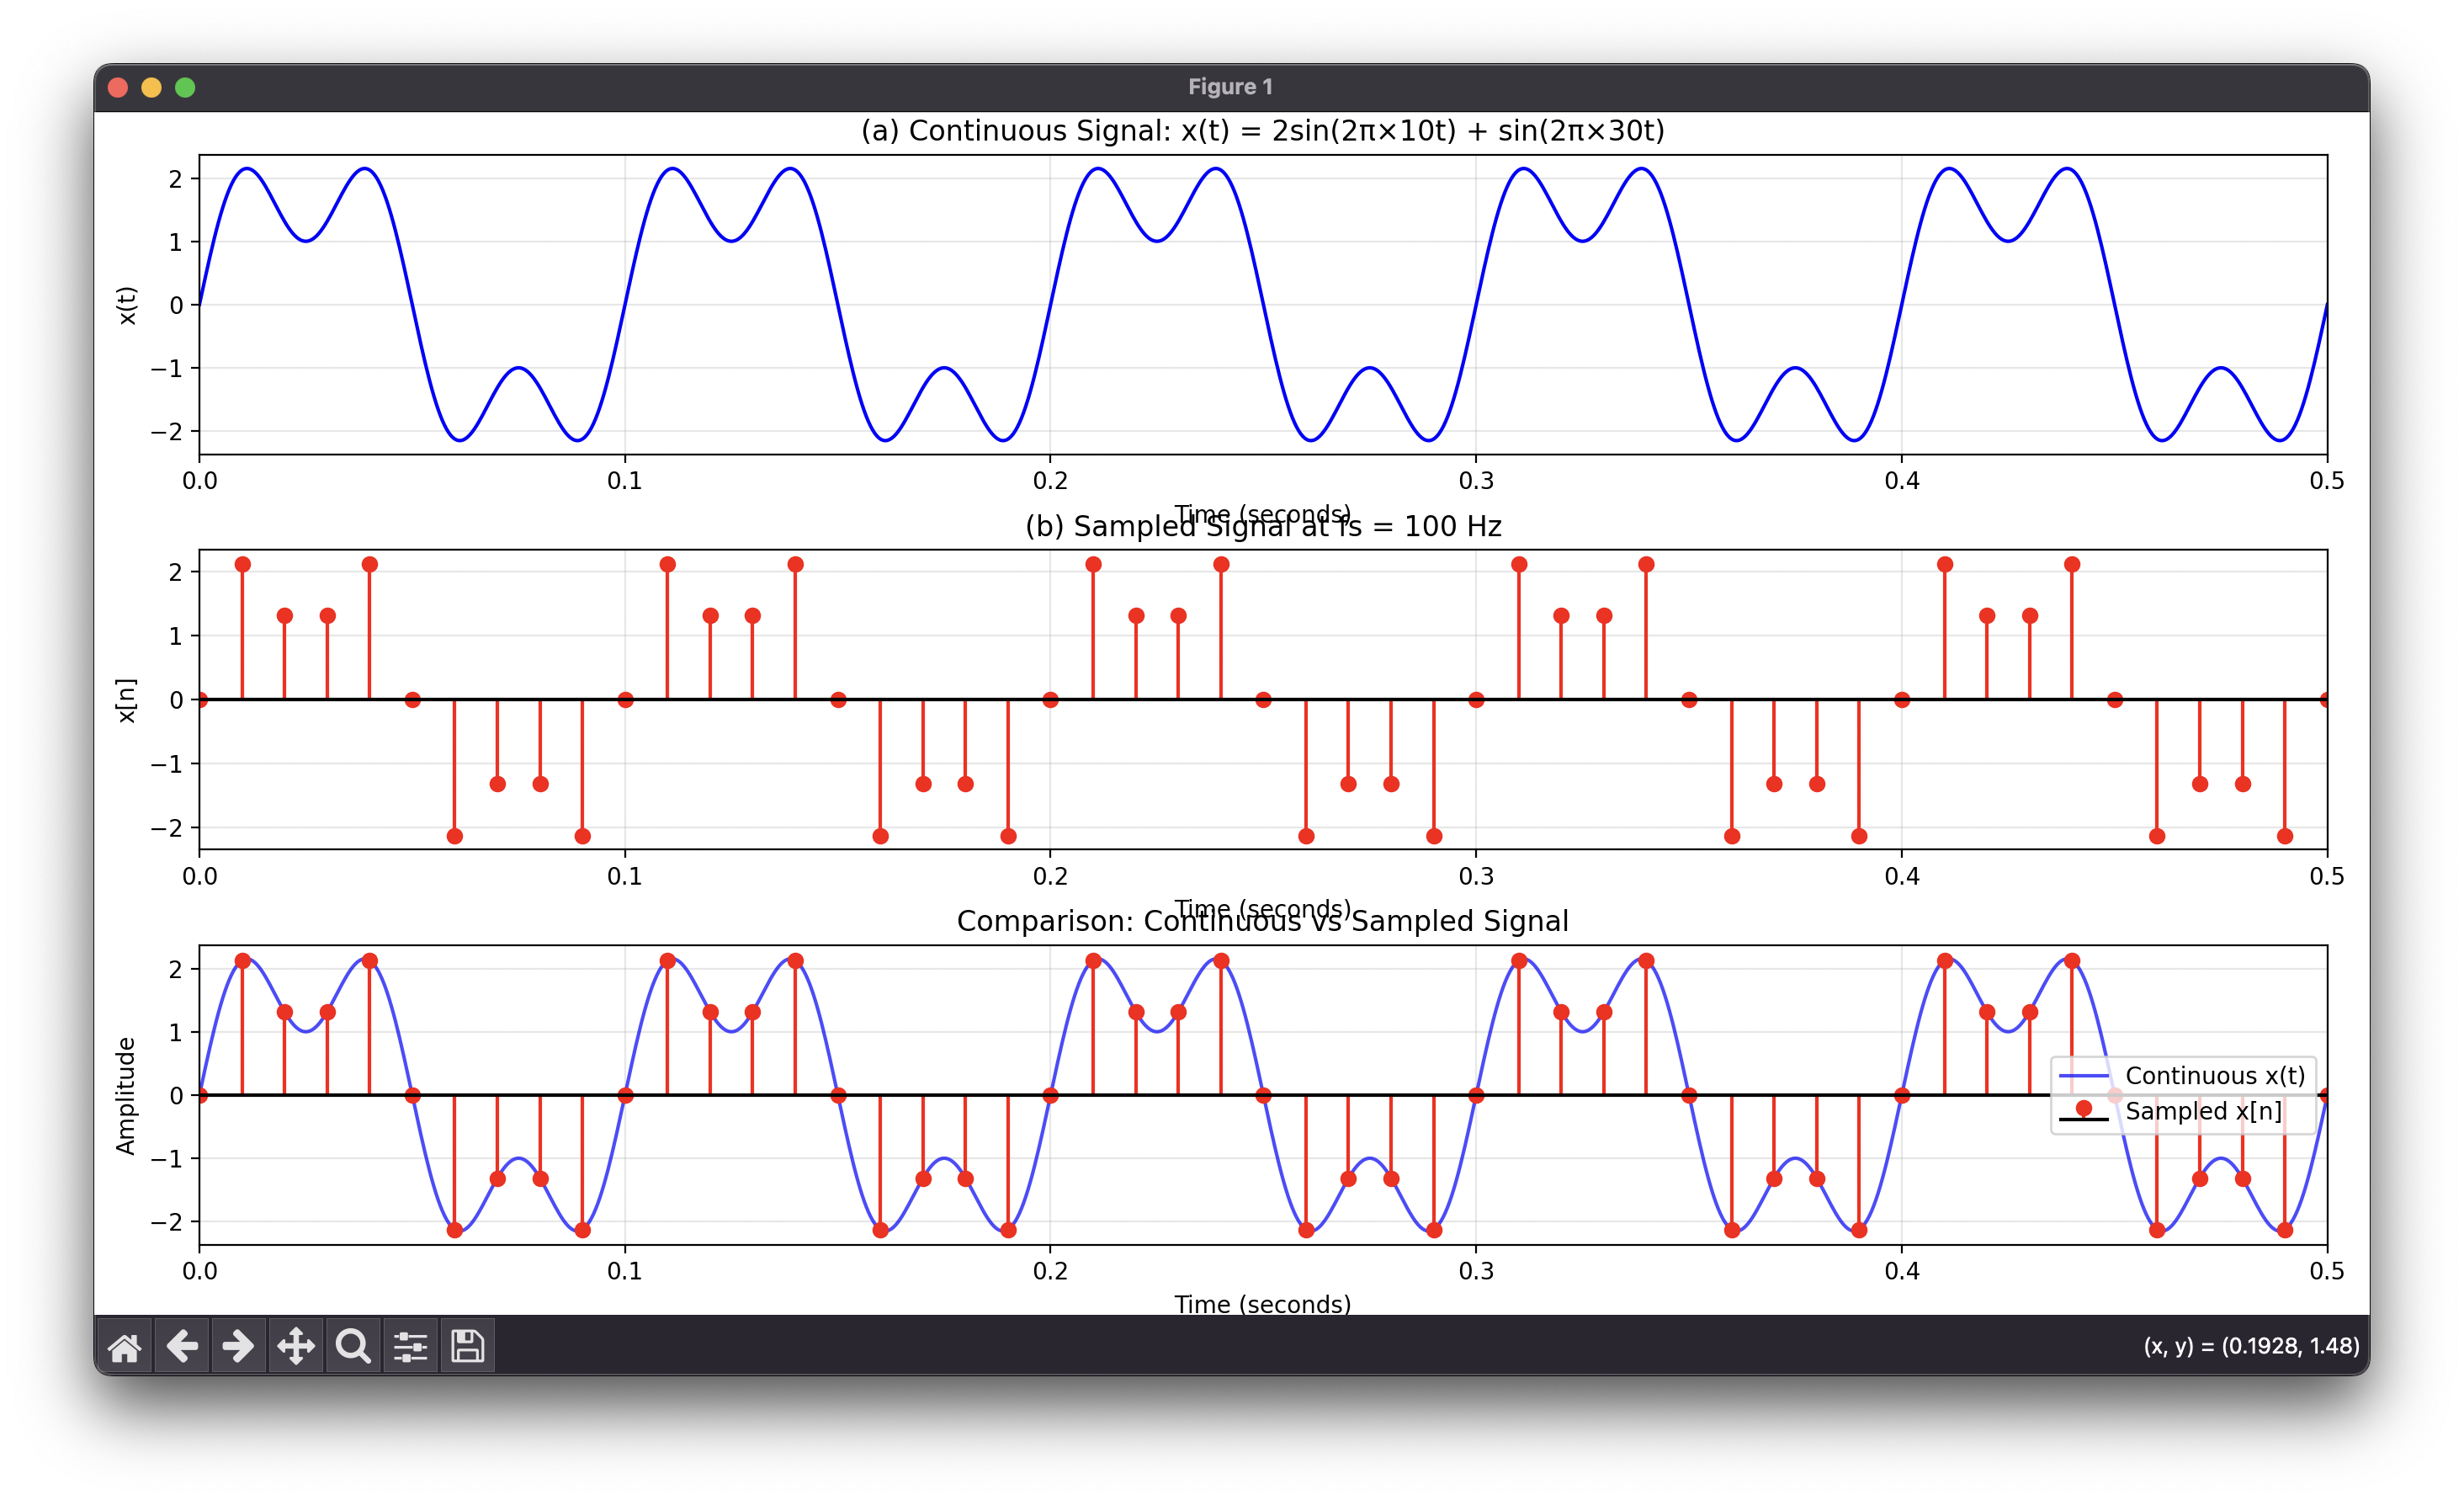 Figure 1
(a) Continuous Signal: x(t) = 2sin(2π×10t) + sin(2π×30t)
x(t)
2
1
0
−1
−2
0.0 0.1 0.2 0.3 0.4 0.5
Time (seconds)
(b) Sampled Signal at fs = 100 Hz
x[n]
2
1
0
−1
−2
0.0 0.1 0.2 0.3 0.4 0.5
Time (seconds)
Comparison: Continuous vs Sampled Signal
Amplitude
2
1
0
−1
−2
Continuous x(t)
Sampled x[n]
0.0 0.1 0.2 0.3 0.4 0.5
Time (seconds)
(x, y) = (0.1928, 1.48)